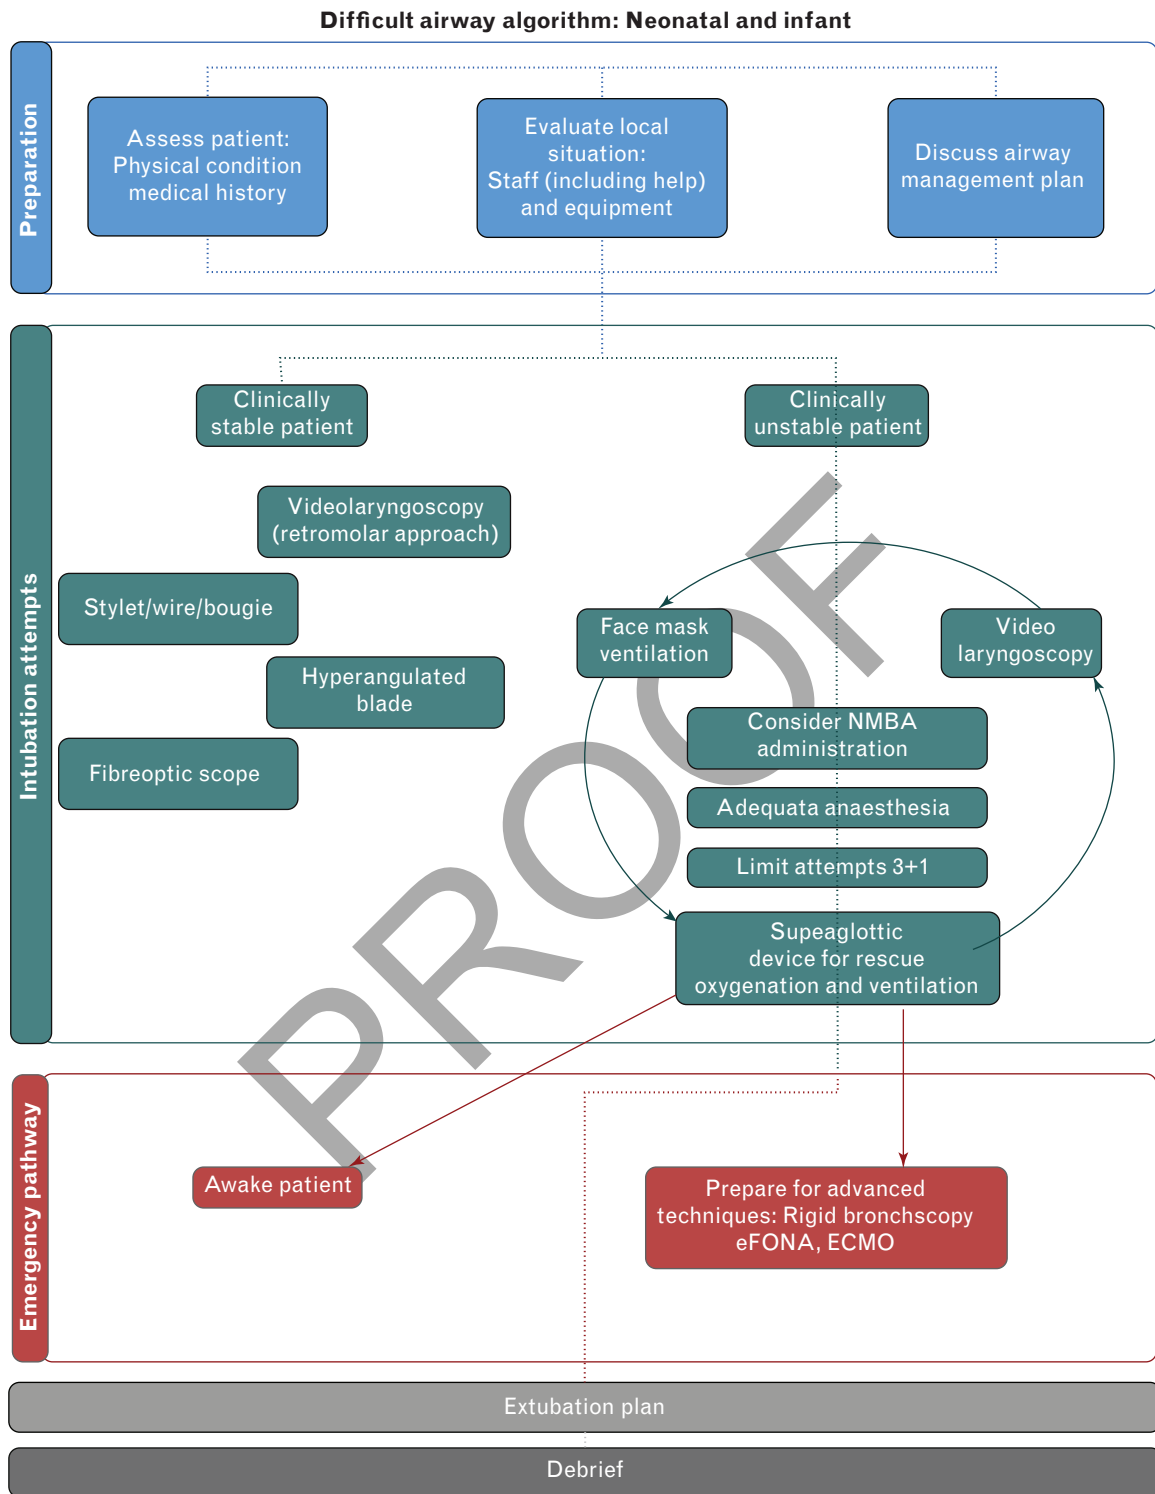 Difficult airway algorithm: Neonatal and infant
Preparation
Assess patient:
Physical condition
medical history
Evaluate local
situation:
Staff (including help)
and equipment
Discuss airway
management plan
Intubation attempts
Clinically
stable patient
Clinically
unstable patient
Videolaryngoscopy
(retromolar approach)
Stylet/wire/bougie
Hyperangulated
blade
Fibreoptic scope
Face mask
ventilation
Video
laryngoscopy
Consider NMBA
administration
Adequata anaesthesia
Limit attempts 3+1
Supeaglottic
device for rescue
oxygenation and ventilation
PROOF
Emergency pathway
Awake patient
Prepare for advanced
techniques: Rigid bronchscopy
eFONA, ECMO
Extubation plan
Debrief